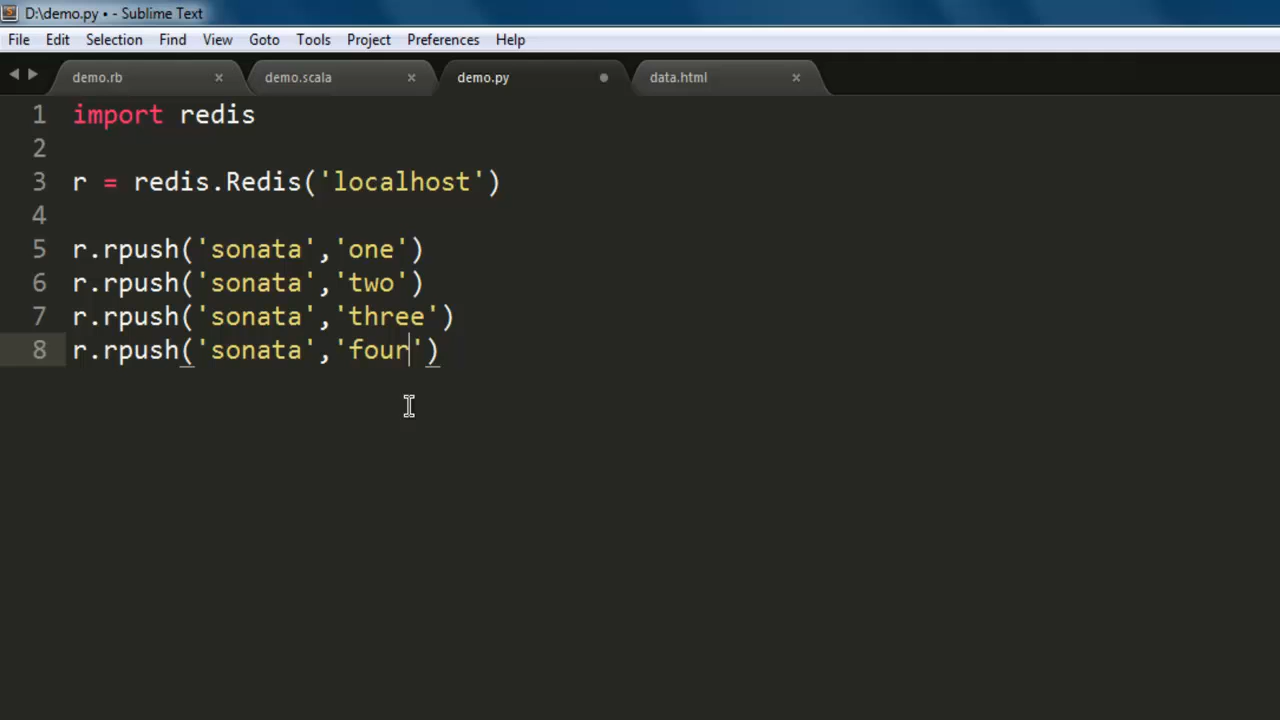 D:\demo.py • - Sublime Text
File Edit Selection Find View Goto Tools Project Preferences Help
demo.rb × demo.scala × demo.py data.html ×
1 import redis
2
3 r = redis.Redis('localhost')
4
5 r.rpush('sonata','one')
6 r.rpush('sonata','two')
7 r.rpush('sonata','three')
8 r.rpush('sonata','four')